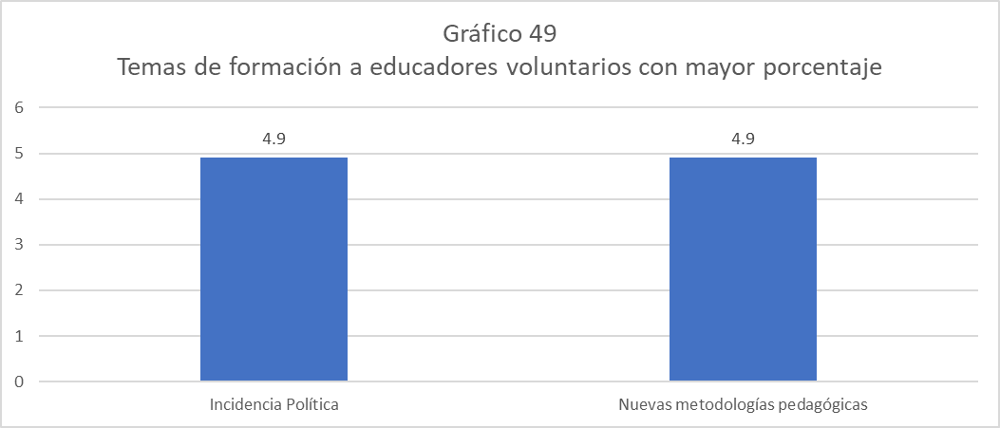 Gráfico 49
Temas de formación a educadores voluntarios con mayor porcentaje
6
5
4
3
2
1
0
4.9
4.9
Incidencia Política
Nuevas metodologías pedagógicas